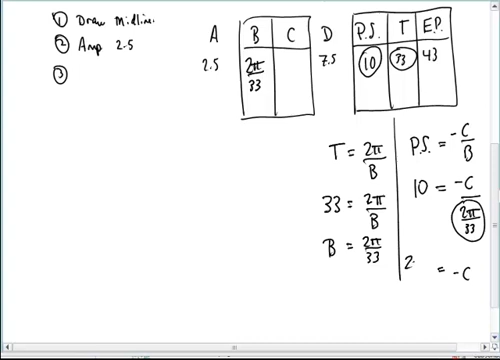 ① Draw Midline.
② Amp 2.5
③
A B C D P.S. T E.P.
2.5 2π/33 7.5 10 33 43
T = 2π/B
33 = 2π/B
B = 2π/33
P.S. = -C/B
10 = -C/(2π/33)
2 = -C